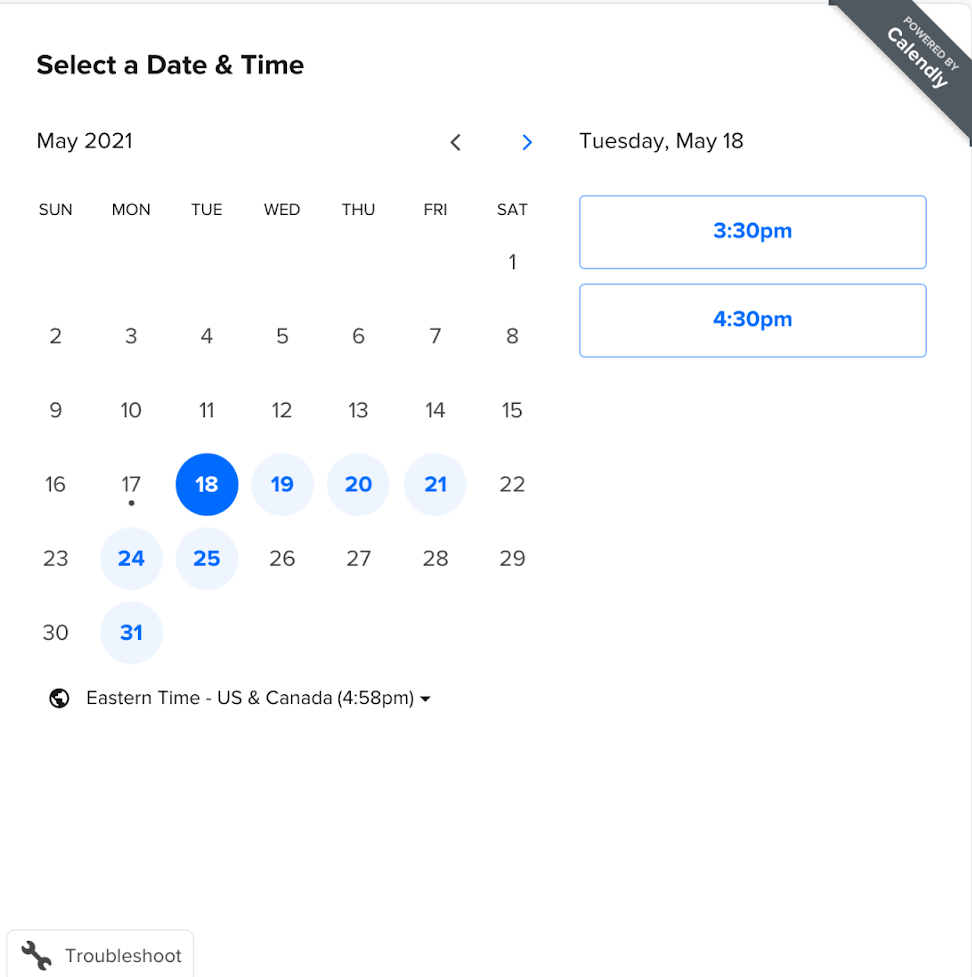 POWERED BY
Calendly
Select a Date & Time
May 2021
SUN MON TUE WED THU FRI SAT
1
2 3 4 5 6 7 8
9 10 11 12 13 14 15
16 17 18 19 20 21 22
23 24 25 26 27 28 29
30 31
Eastern Time - US & Canada (4:58pm)
Tuesday, May 18
3:30pm
4:30pm
Troubleshoot